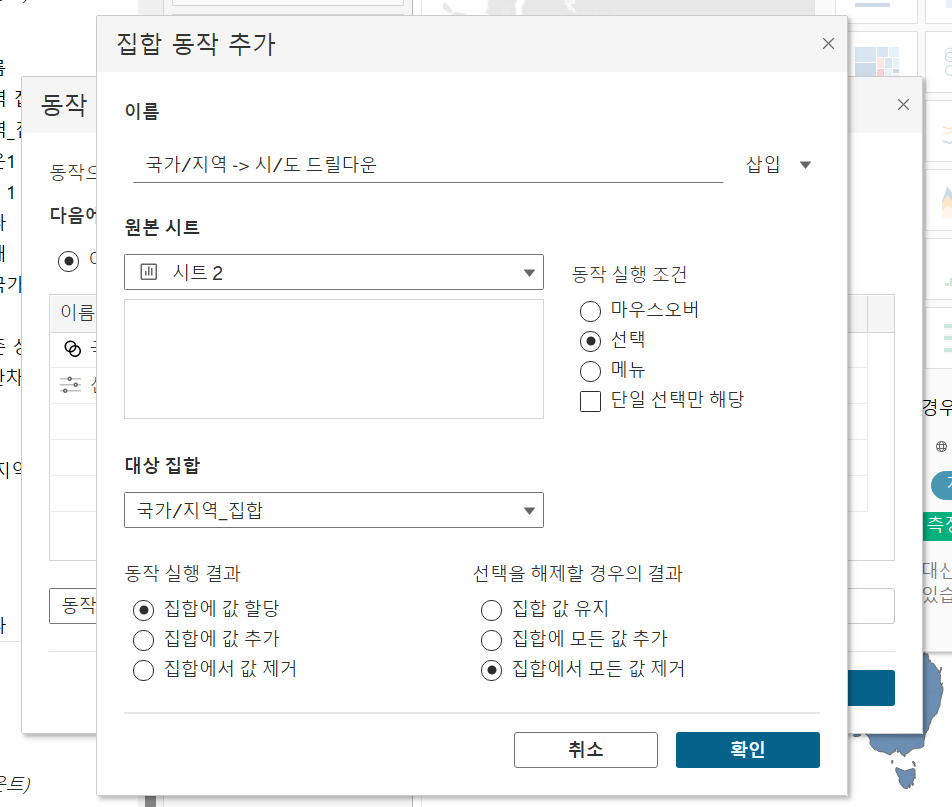 집합 동작 추가
동작
이름
국가/지역 -> 시/도 드릴다운
삽입
동작으
다음에
원본 시트
시트 2
동작 실행 조건
마우스오버
선택
메뉴
단일 선택만 해당
이름
대상 집합
국가/지역_집합
동작 실행 결과
집합에 값 할당
집합에 값 추가
집합에서 값 제거
선택을 해제할 경우의 결과
집합 값 유지
집합에 모든 값 추가
집합에서 모든 값 제거
동작
취소
확인
경우
측정
대신
있습
지역
운트)